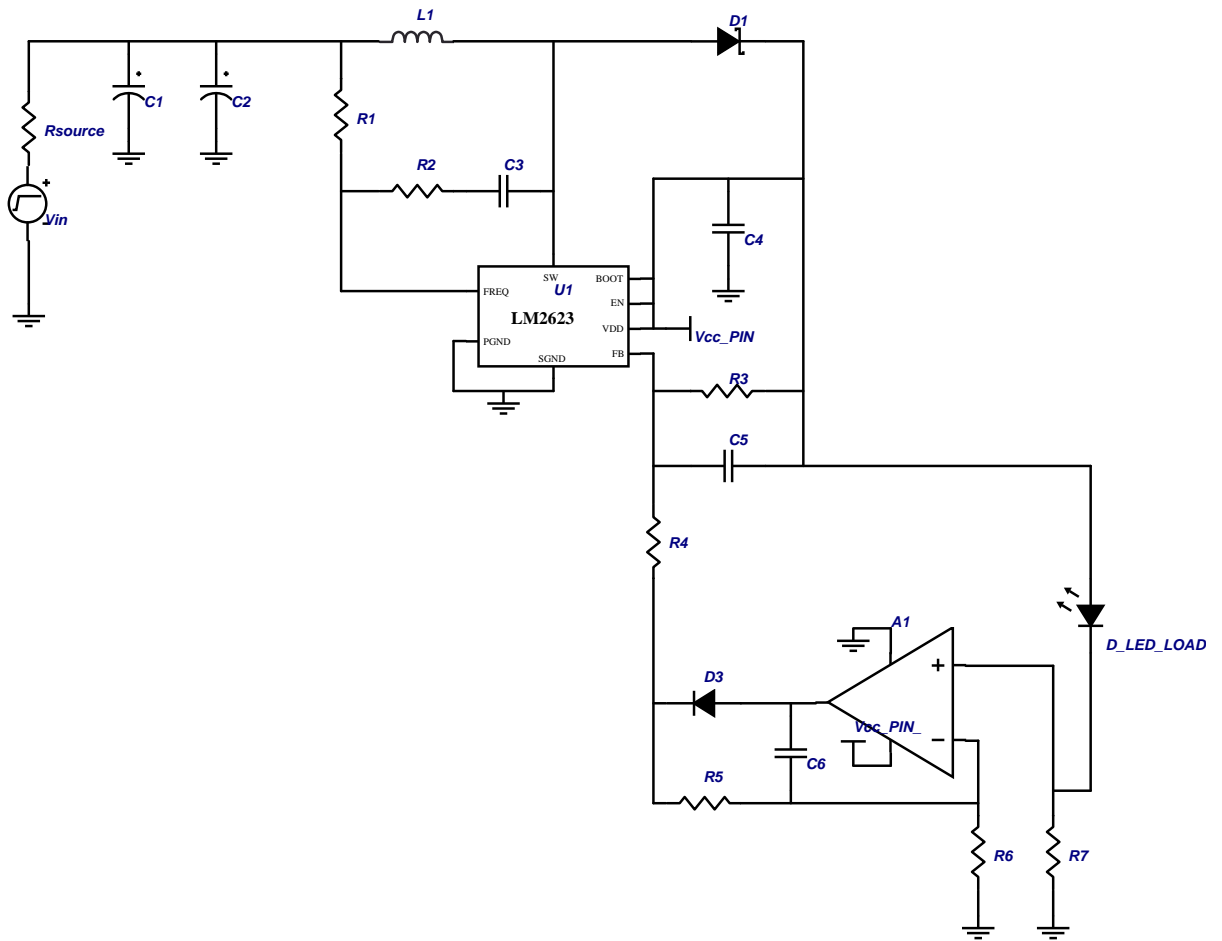 L1
D1
C1
C2
R1
Rsource
R2
C3
Vin
C4
SW
BOOT
U1
FREQ
EN
LM2623
VDD
Vcc_PIN
PGND
SGND
FB
R3
C5
R4
A1
D_LED_LOAD
+
D3
Vcc_PIN_
−
C6
R5
R6
R7